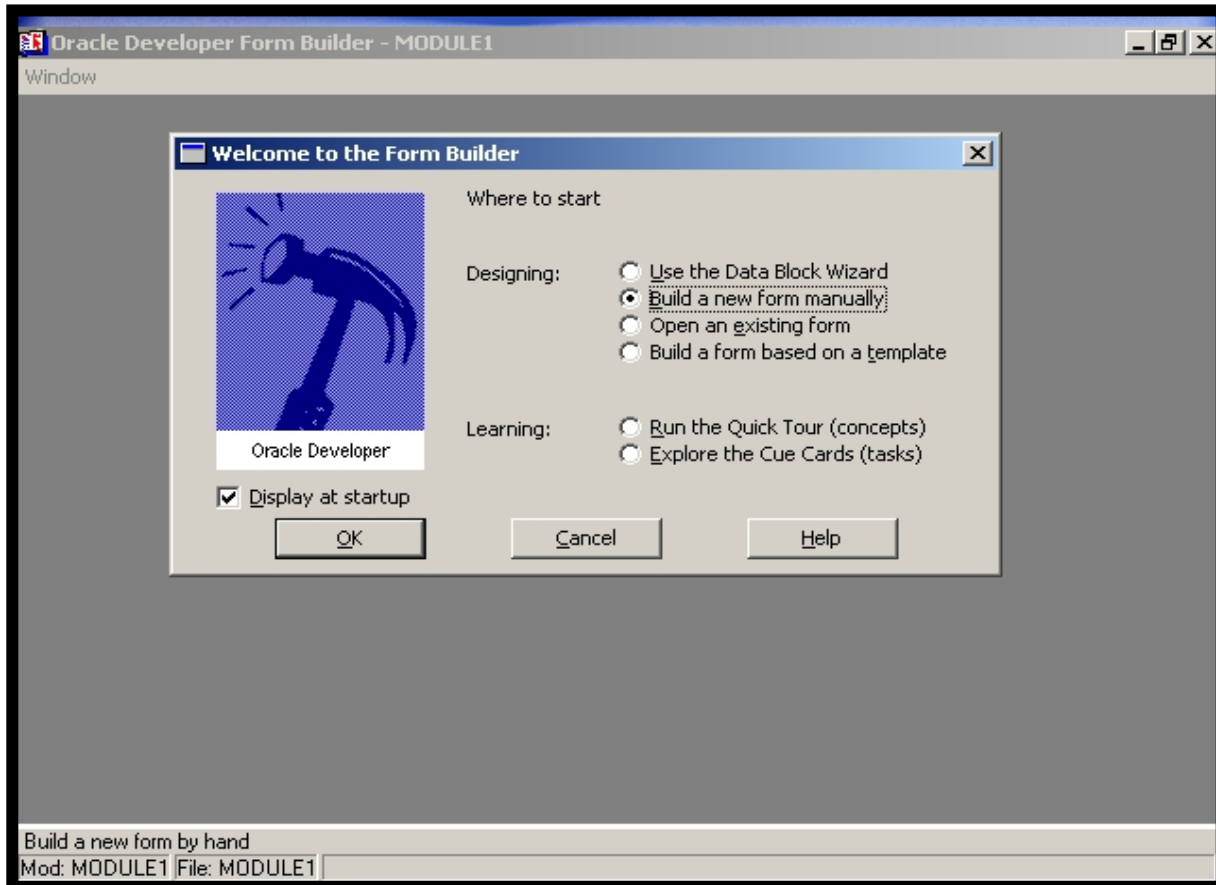 Oracle Developer Form Builder - MODULE1
Window
Welcome to the Form Builder
Where to start
Designing:
Use the Data Block Wizard
Build a new form manually
Open an existing form
Build a form based on a template
Learning:
Run the Quick Tour (concepts)
Explore the Cue Cards (tasks)
Oracle Developer
Display at startup
OK
Cancel
Help
Build a new form by hand
Mod: MODULE1 File: MODULE1